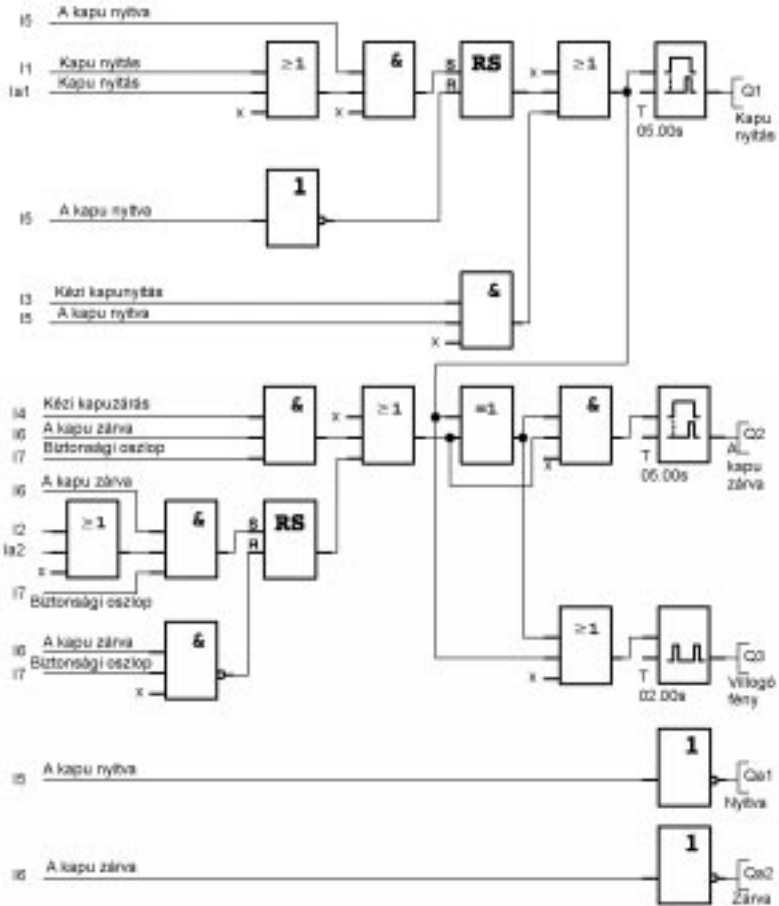 I5 A kapu nyitva
I1 Kapu nyitás
Ia1 Kapu nyitás
x
≥1
&
x
S
R
RS
x
≥1
T
05.00s
Q1
Kapu
nyitás
I5 A kapu nyitva
1
I3 Kézi kapunyitás
I5 A kapu nyitva
x
&
I4 Kézi kapuzárás
I6 A kapu zárva
I7 Biztonsági oszlop
&
x
≥1
=1
&
x
T
05.00s
Q2
A
kapu
zárva
I6 A kapu zárva
I2
Ia2
x
≥1
&
S
R
RS
I7 Biztonsági oszlop
I6 A kapu zárva
I7 Biztonsági oszlop
x
&
≥1
x
T
02.00s
Q3
Villogó
fény
I5 A kapu nyitva
1
Qa1
Nyitva
I6 A kapu zárva
1
Qa2
Zárva